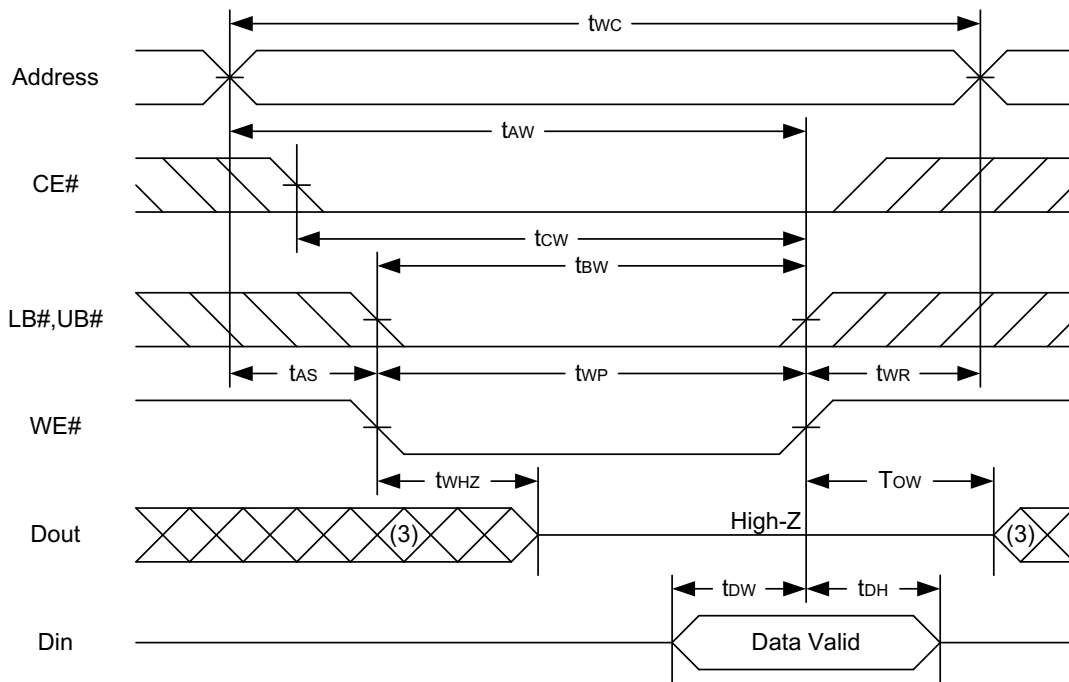 tWC
Address
tAW
CE#
tCW
tBW
LB#,UB#
tAS
tWP
tWR
WE#
tWHZ
TOW
Dout
(3)
High-Z
(3)
tDW
tDH
Din
Data Valid